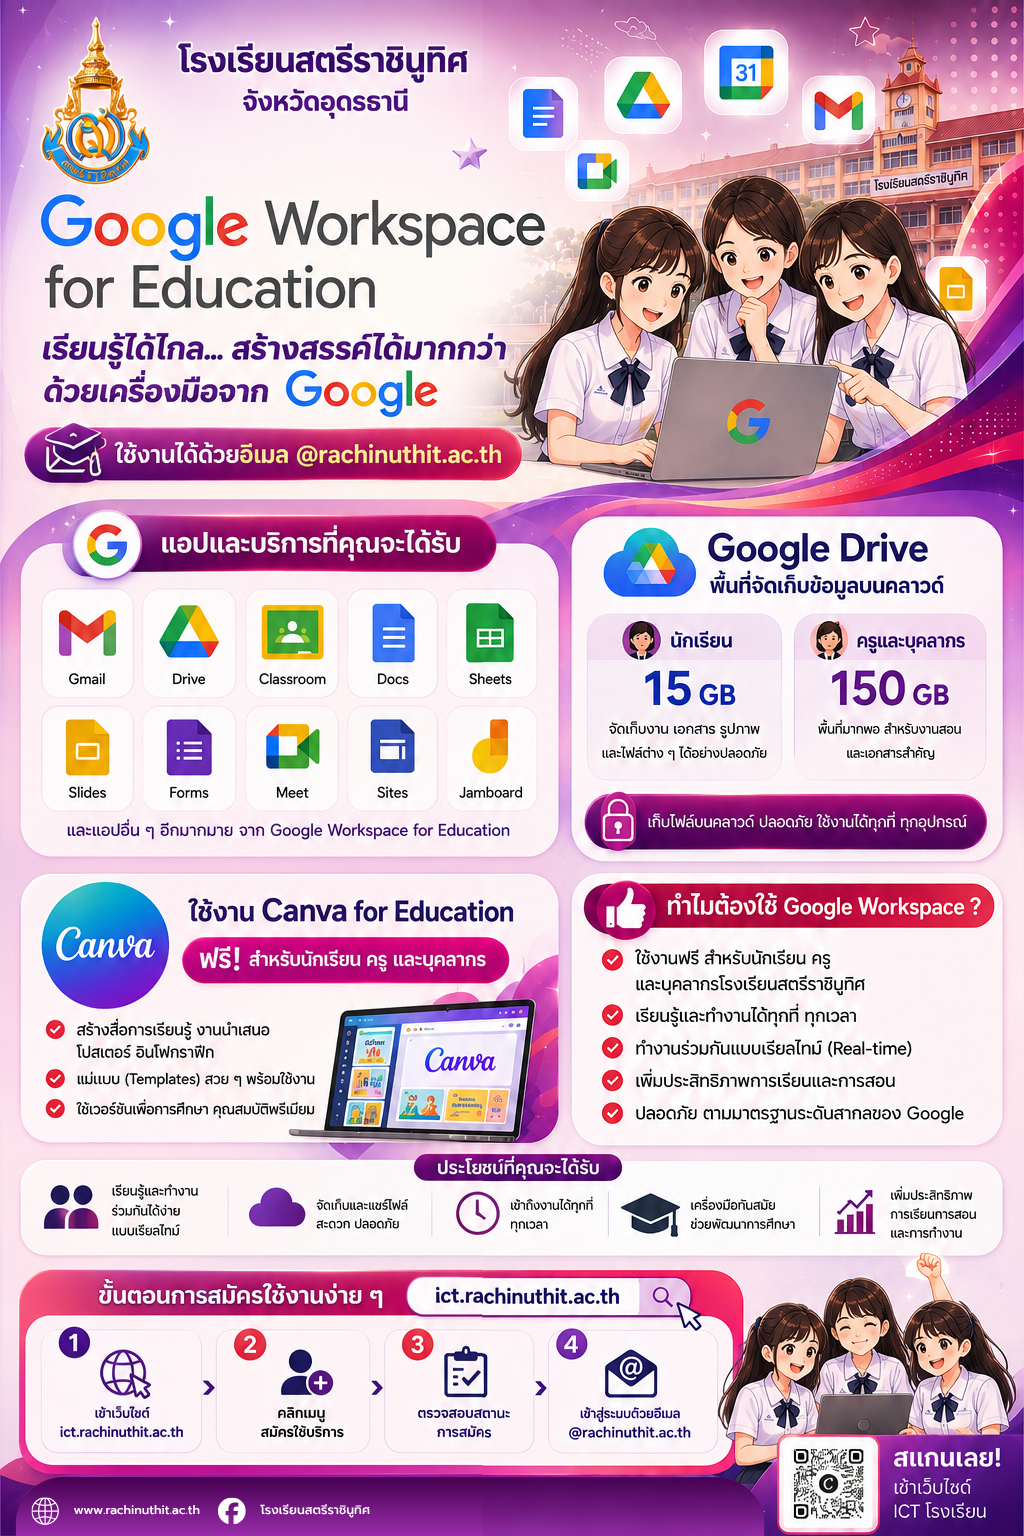 โรงเรียนสตรีราชินูทิศ
จังหวัดอุดรธานี
31
โรงเรียนสตรีราชินูทิศ
Google Workspace
for Education
เรียนรู้ได้ไกล... สร้างสรรค์ได้มากกว่า
ด้วยเครื่องมือจาก Google
ใช้งานได้ด้วยอีเมล @rachinuthit.ac.th
แอปและบริการที่คุณจะได้รับ
Gmail
Drive
Classroom
Docs
Sheets
Slides
Forms
Meet
Sites
Jamboard
และแอปอื่น ๆ อีกมากมาย จาก Google Workspace for Education
Google Drive
พื้นที่จัดเก็บข้อมูลบนคลาวด์
นักเรียน
15 GB
จัดเก็บงาน เอกสาร รูปภาพ
และไฟล์ต่าง ๆ ได้อย่างปลอดภัย
ครูและบุคลากร
150 GB
พื้นที่มากพอ สำหรับงานสอน
และเอกสารสำคัญ
เก็บไฟล์บนคลาวด์ ปลอดภัย ใช้งานได้ทุกที่ ทุกอุปกรณ์
Canva
ใช้งาน Canva for Education
ฟรี! สำหรับนักเรียน ครู และบุคลากร
สร้างสื่อการเรียนรู้ งานนำเสนอ
โปสเตอร์ อินโฟกราฟิก
แม่แบบ (Templates) สวย ๆ พร้อมใช้งาน
ใช้เวอร์ชันเพื่อการศึกษา คุณสมบัติพรีเมียม
Canva
ทำไมต้องใช้ Google Workspace ?
ใช้งานฟรี สำหรับนักเรียน ครู
และบุคลากรโรงเรียนสตรีราชินูทิศ
เรียนรู้และทำงานได้ทุกที่ ทุกเวลา
ทำงานร่วมกันแบบเรียลไทม์ (Real-time)
เพิ่มประสิทธิภาพการเรียนและการสอน
ปลอดภัย ตามมาตรฐานระดับสากลของ Google
ประโยชน์ที่คุณจะได้รับ
เรียนรู้และทำงาน
ร่วมกันได้ง่าย
แบบเรียลไทม์
จัดเก็บและแชร์ไฟล์
สะดวก ปลอดภัย
เข้าถึงงานได้ทุกที่
ทุกเวลา
เครื่องมือทันสมัย
ช่วยพัฒนาการศึกษา
เพิ่มประสิทธิภาพ
การเรียนการสอน
และการทำงาน
ขั้นตอนการสมัครใช้งานง่าย ๆ
ict.rachinuthit.ac.th
1
เข้าเว็บไซต์
ict.rachinuthit.ac.th
2
คลิกเมนู
สมัครใช้บริการ
3
ตรวจสอบสถานะ
การสมัคร
4
เข้าสู่ระบบด้วยอีเมล
@rachinuthit.ac.th
www.rachinuthit.ac.th
โรงเรียนสตรีราชินูทิศ
สแกนเลย!
เข้าเว็บไซต์
ICT โรงเรียน